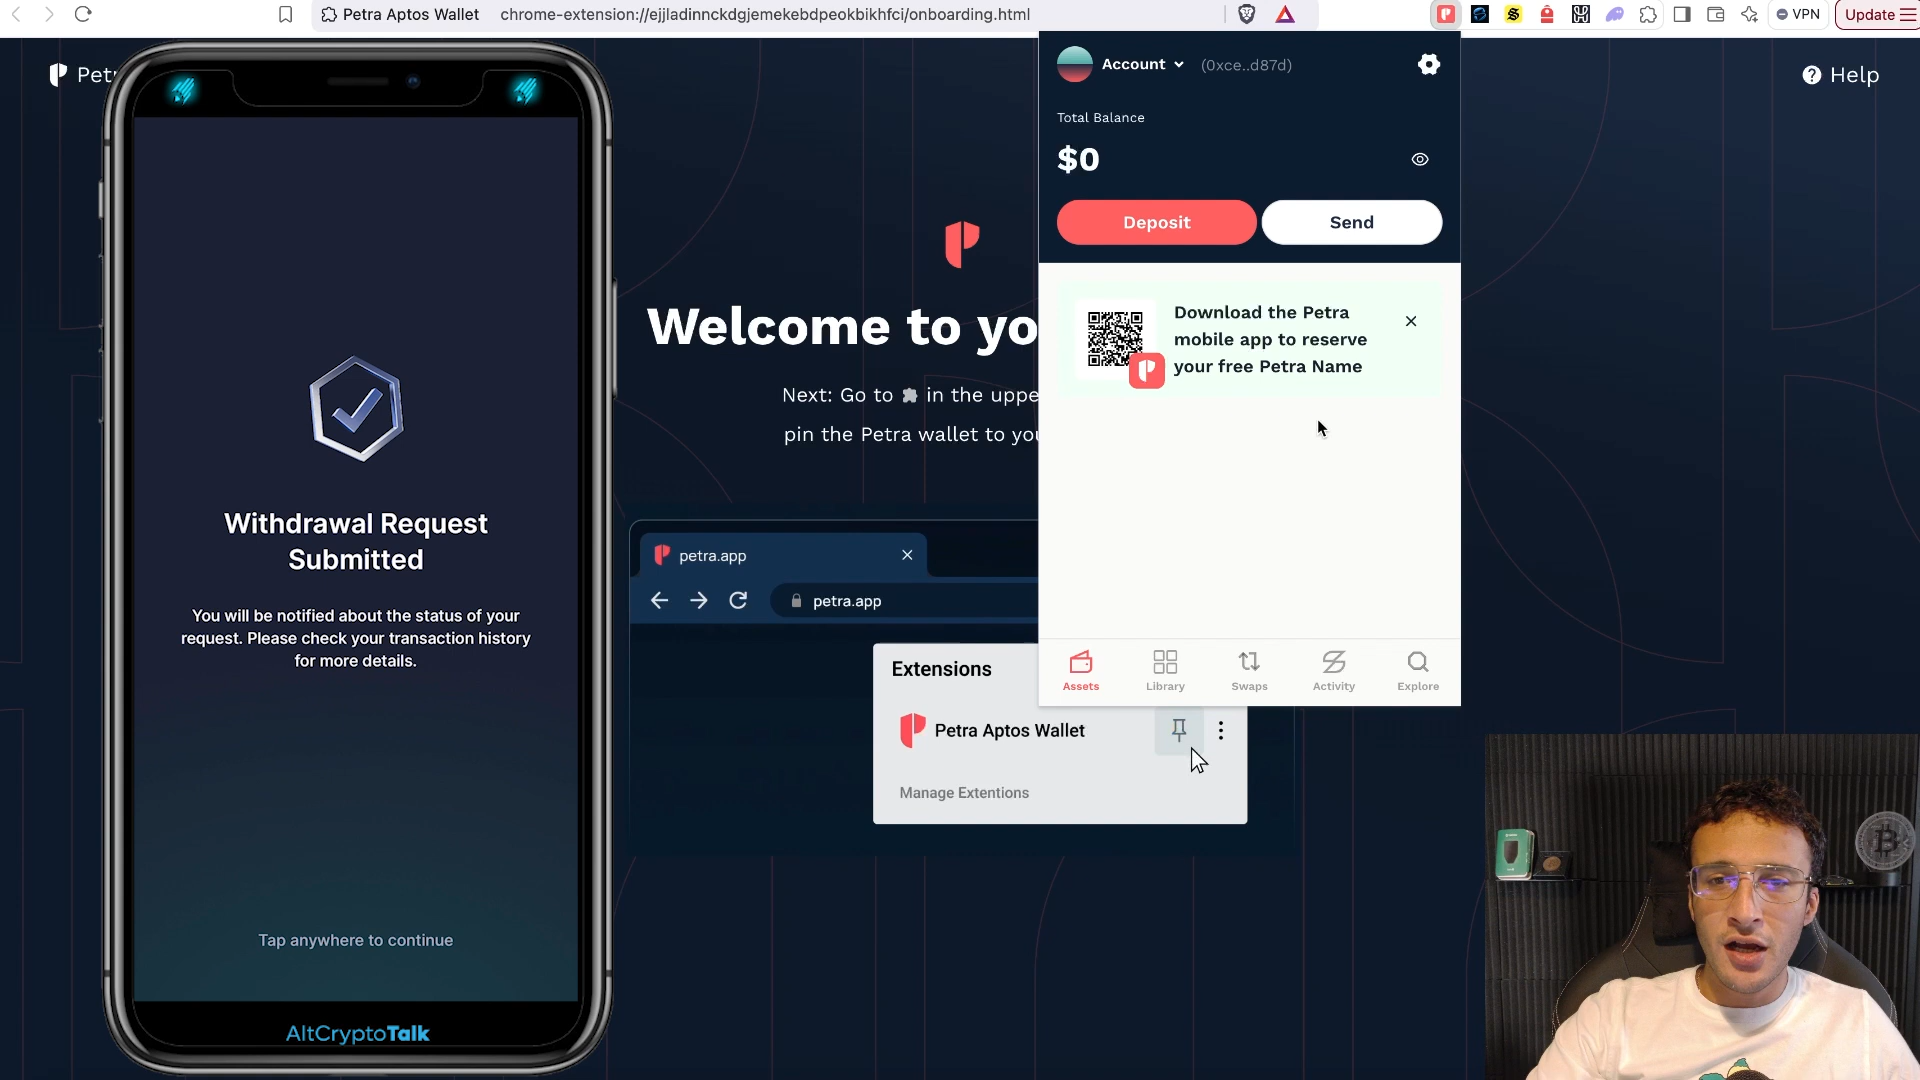 Petra Aptos Wallet
chrome-extension://ejjladinnckdgjemekebdpeokbikhfci/onboarding.html
VPN
Update
Help
Account
(0xce..d87d)
Total Balance
$0
Deposit
Send
Download the Petra
mobile app to reserve
your free Petra Name
Assets
Library
Swaps
Activity
Explore
Welcome to yo
Next: Go to in the uppe
pin the Petra wallet to yo
petra.app
petra.app
Extensions
Petra Aptos Wallet
Manage Extentions
Withdrawal Request
Submitted
You will be notified about the status of your
request. Please check your transaction history
for more details.
Tap anywhere to continue
AltCryptoTalk